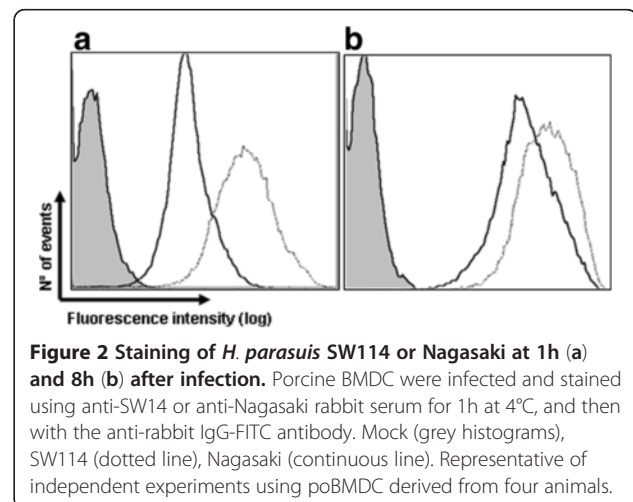 a
b
N° of events
Fluorescence intensity (log)
Figure 2 Staining of H. parasuis SW114 or Nagasaki at 1h (a)
and 8h (b) after infection. Porcine BMDC were infected and stained
using anti-SW14 or anti-Nagasaki rabbit serum for 1h at 4°C, and then
with the anti-rabbit IgG-FITC antibody. Mock (grey histograms),
SW114 (dotted line), Nagasaki (continuous line). Representative of
independent experiments using poBMDC derived from four animals.